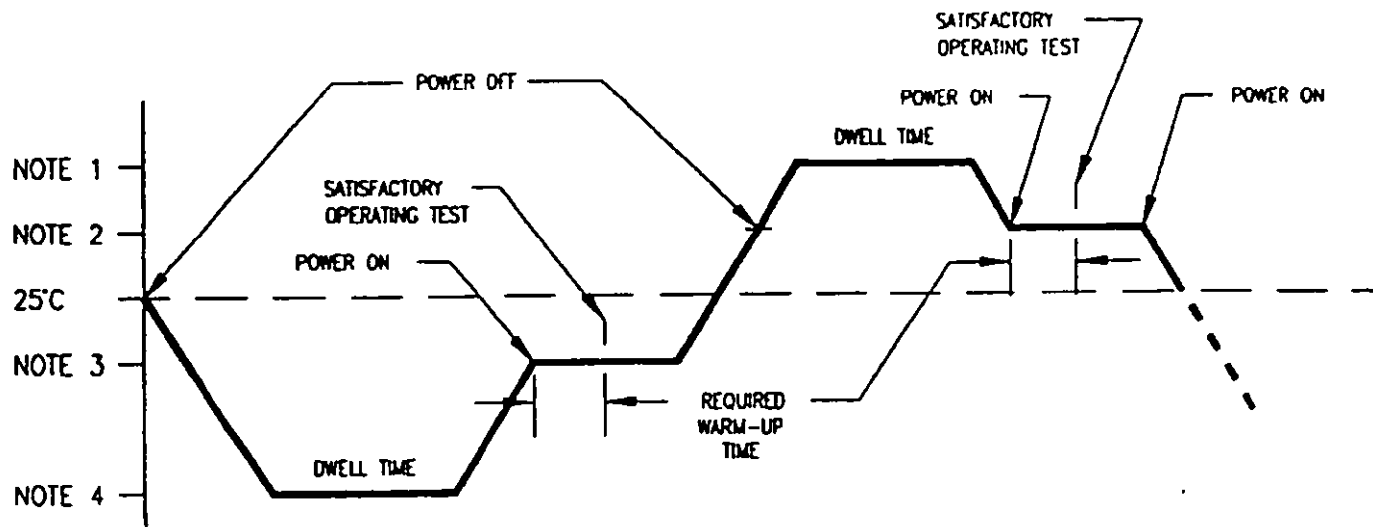 SATISFACTORY
OPERATING TEST
POWER OFF
POWER ON
POWER ON
DWELL TIME
NOTE 1
SATISFACTORY
OPERATING TEST
NOTE 2
POWER ON
25°C
NOTE 3
REQUIRED
WARM-UP
TIME
DWELL TIME
NOTE 4